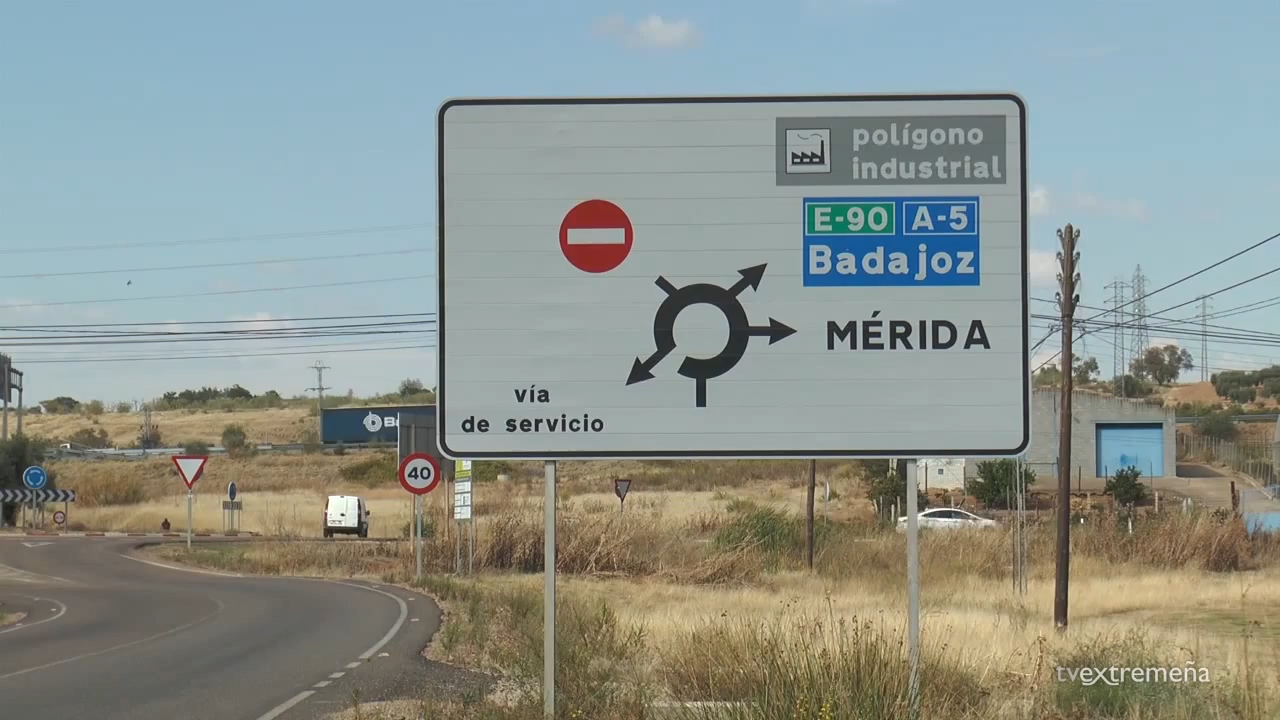 polígono
industrial
E-90 A-5
Badajoz
MÉRIDA
vía
de servicio
40
tvextremeña